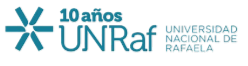 10 años
UNRaf
UNIVERSIDAD
NACIONAL DE
RAFAELA